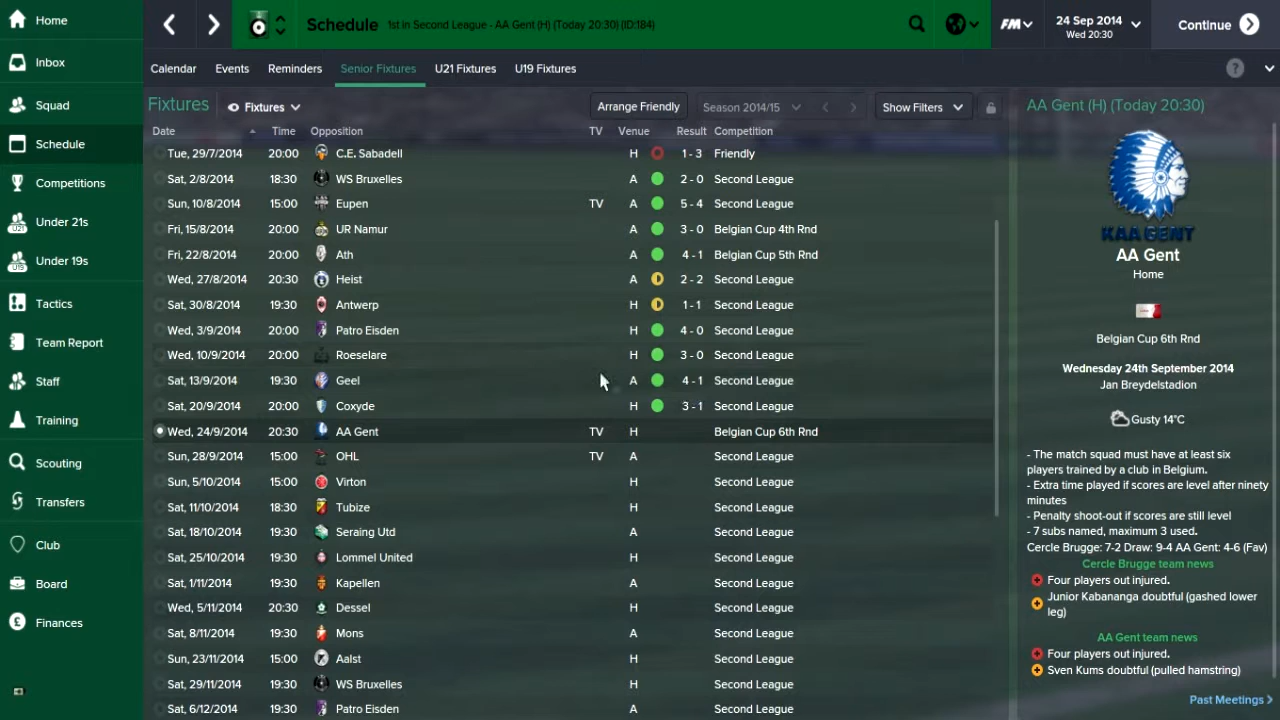 Home
Inbox
Squad
Schedule
Competitions
Under 21s
Under 19s
Tactics
Team Report
Staff
Training
Scouting
Transfers
Club
Board
Finances
Schedule 1st in Second League - AA Gent (H) (Today 20:30) (ID:184)
FM
24 Sep 2014
Wed 20:30
Continue
Calendar Events Reminders Senior Fixtures U21 Fixtures U19 Fixtures
Fixtures Fixtures Arrange Friendly Season 2014/15 Show Filters
Date Time Opposition TV Venue Result Competition
Tue, 29/7/2014 20:00 C.E. Sabadell H 1 - 3 Friendly
Sat, 2/8/2014 18:30 WS Bruxelles A 2 - 0 Second League
Sun, 10/8/2014 15:00 Eupen TV A 5 - 4 Second League
Fri, 15/8/2014 20:00 UR Namur A 3 - 0 Belgian Cup 4th Rnd
Fri, 22/8/2014 20:00 Ath A 4 - 1 Belgian Cup 5th Rnd
Wed, 27/8/2014 20:30 Heist A 2 - 2 Second League
Sat, 30/8/2014 19:30 Antwerp H 1 - 1 Second League
Wed, 3/9/2014 20:00 Patro Eisden H 4 - 0 Second League
Wed, 10/9/2014 20:00 Roeselare H 3 - 0 Second League
Sat, 13/9/2014 19:30 Geel A 4 - 1 Second League
Sat, 20/9/2014 20:00 Coxyde H 3 - 1 Second League
Wed, 24/9/2014 20:30 AA Gent TV H Belgian Cup 6th Rnd
Sun, 28/9/2014 15:00 OHL TV A Second League
Sun, 5/10/2014 15:00 Virton H Second League
Sat, 11/10/2014 18:30 Tubize H Second League
Sat, 18/10/2014 19:30 Seraing Utd A Second League
Sat, 25/10/2014 19:30 Lommel United H Second League
Sat, 1/11/2014 19:30 Kapellen A Second League
Wed, 5/11/2014 20:30 Dessel H Second League
Sat, 8/11/2014 19:30 Mons A Second League
Sun, 23/11/2014 15:00 Aalst H Second League
Sat, 29/11/2014 19:30 WS Bruxelles H Second League
Sat, 6/12/2014 19:30 Patro Eisden A Second League
AA Gent (H) (Today 20:30)
KAA GENT
AA Gent
Home
Belgian Cup 6th Rnd
Wednesday 24th September 2014
Jan Breydelstadion
Gusty 14°C
- The match squad must have at least six
players trained by a club in Belgium.
- Extra time played if scores are level after ninety
minutes
- Penalty shoot-out if scores are still level
- 7 subs named, maximum 3 used.
Cercle Brugge: 7-2 Draw: 9-4 AA Gent: 4-6 (Fav)
Cercle Brugge team news
Four players out injured.
Junior Kabananga doubtful (gashed lower
leg)
AA Gent team news
Four players out injured.
Sven Kums doubtful (pulled hamstring)
Past Meetings >